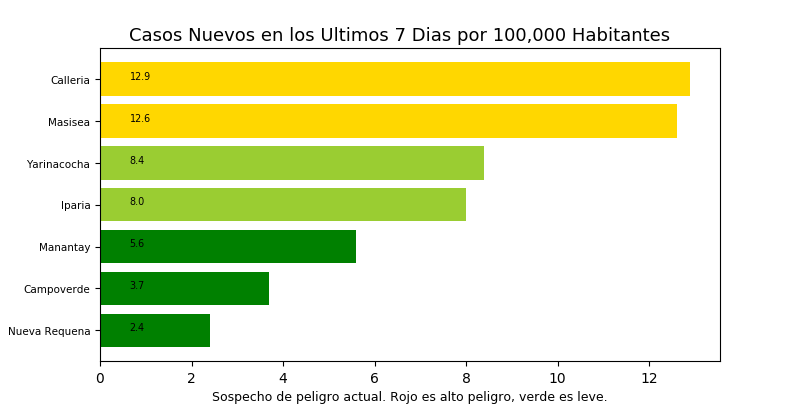 Casos Nuevos en los Ultimos 7 Dias por 100,000 Habitantes
Calleria 12.9
Masisea 12.6
Yarinacocha 8.4
Iparia 8.0
Manantay 5.6
Campoverde 3.7
Nueva Requena 2.4
0 2 4 6 8 10 12
Sospecho de peligro actual. Rojo es alto peligro, verde es leve.